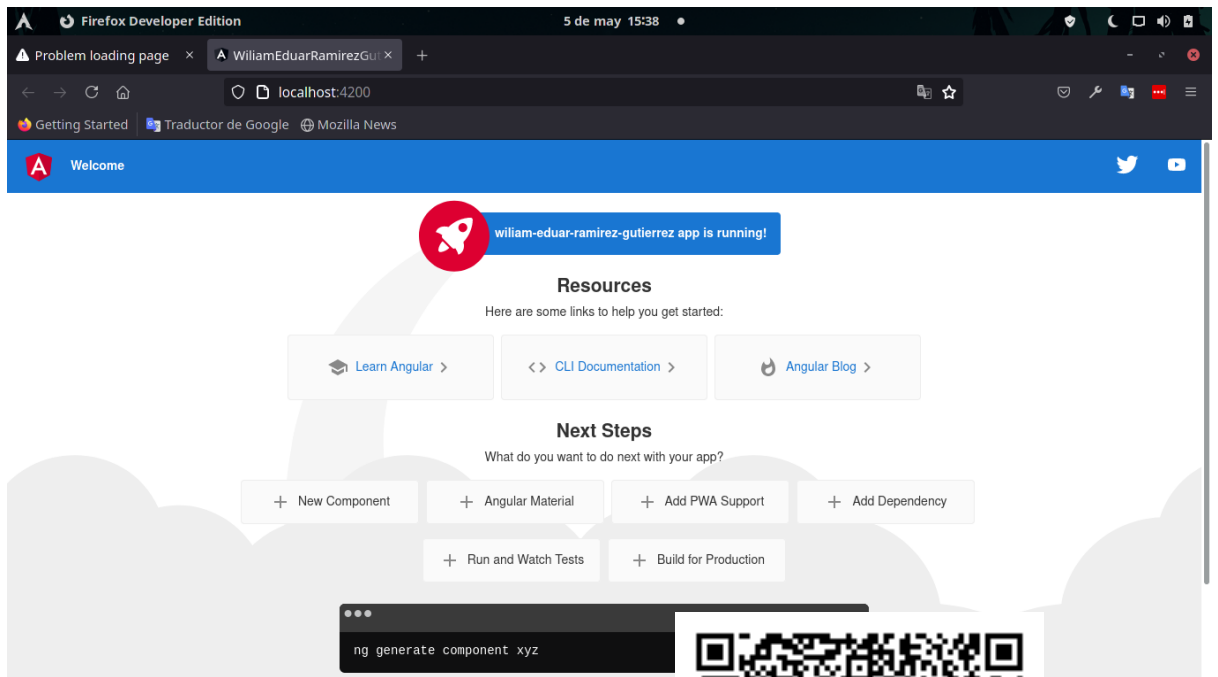 Firefox Developer Edition
5 de may 15:38
Problem loading page
WiliamEduarRamirezGut
localhost:4200
Getting Started
Traductor de Google
Mozilla News
Welcome
wiliam-eduar-ramirez-gutierrez app is running!
Resources
Here are some links to help you get started:
Learn Angular
CLI Documentation
Angular Blog
Next Steps
What do you want to do next with your app?
New Component
Angular Material
Add PWA Support
Add Dependency
Run and Watch Tests
Build for Production
ng generate component xyz